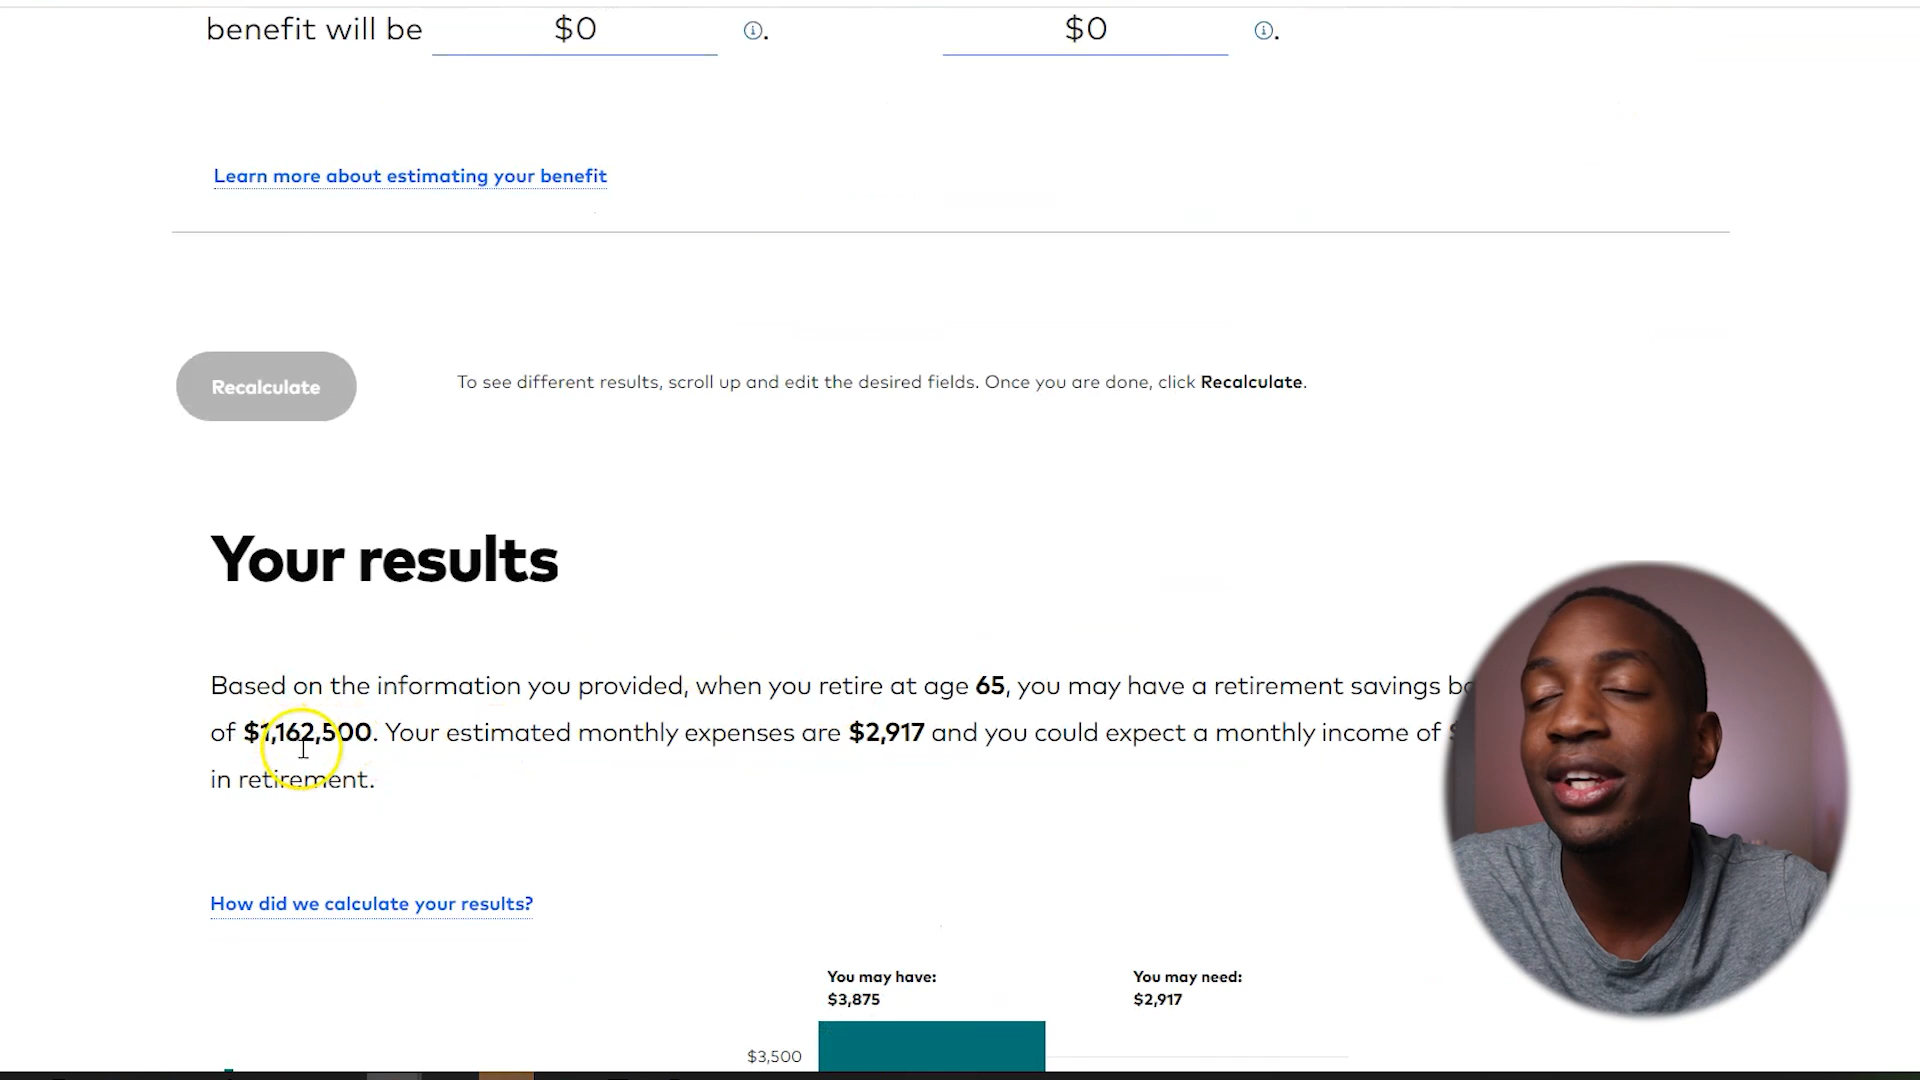 benefit will be $0 . $0 .
Learn more about estimating your benefit
Recalculate
To see different results, scroll up and edit the desired fields. Once you are done, click Recalculate.
Your results
Based on the information you provided, when you retire at age 65, you may have a retirement savings
of $1,162,500. Your estimated monthly expenses are $2,917 and you could expect a monthly income of
in retirement.
How did we calculate your results?
You may have:
$3,875
You may need:
$2,917
$3,500